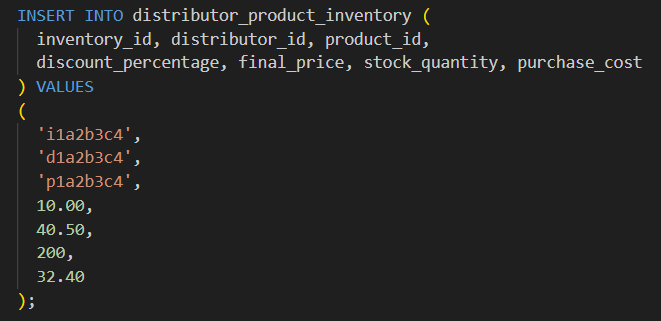 INSERT INTO distributor_product_inventory (
  inventory_id, distributor_id, product_id,
  discount_percentage, final_price, stock_quantity, purchase_cost
) VALUES
(
  'i1a2b3c4',
  'd1a2b3c4',
  'p1a2b3c4',
  10.00,
  40.50,
  200,
  32.40
);